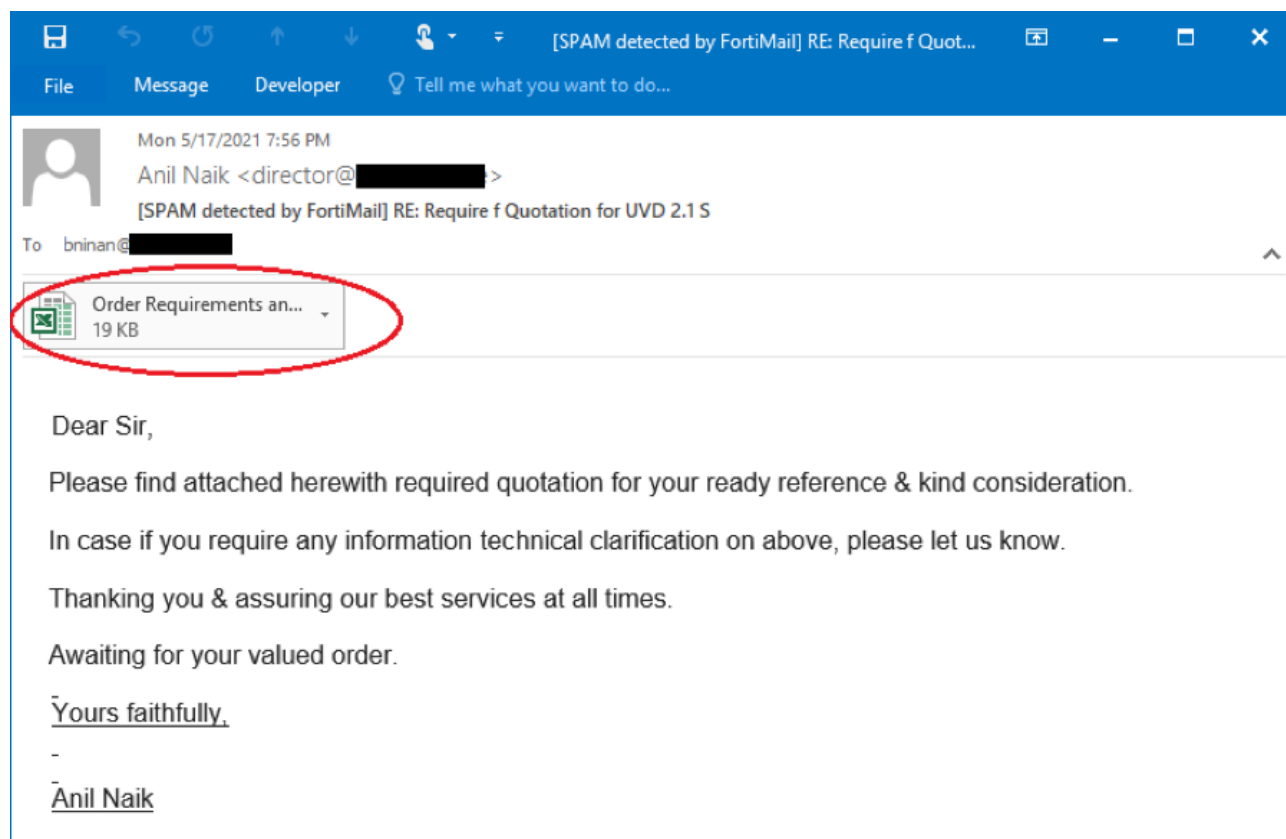 [SPAM detected by FortiMail] RE: Require f Quot...
File Message Developer Tell me what you want to do...
Mon 5/17/2021 7:56 PM
Anil Naik <director@ >
[SPAM detected by FortiMail] RE: Require f Quotation for UVD 2.1 S
To bninan@
Order Requirements an...
19 KB
Dear Sir,
Please find attached herewith required quotation for your ready reference & kind consideration.
In case if you require any information technical clarification on above, please let us know.
Thanking you & assuring our best services at all times.
Awaiting for your valued order.
Yours faithfully,
Anil Naik